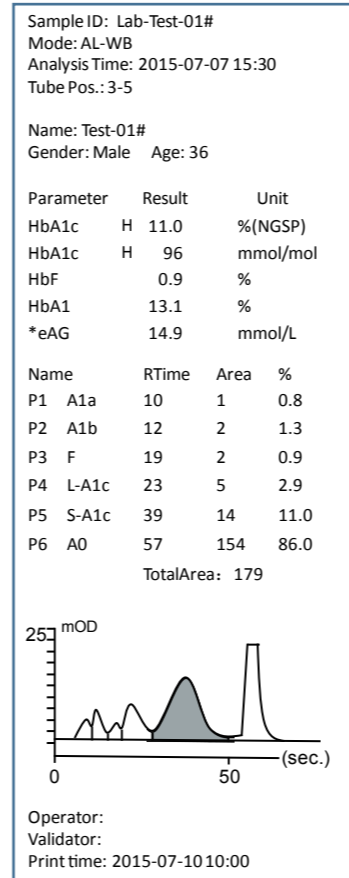 Sample ID: Lab-Test-01#
Mode: AL-WB
Analysis Time: 2015-07-07 15:30
Tube Pos.: 3-5
Name: Test-01#
Gender: Male Age: 36
Parameter Result Unit
HbA1c H 11.0 %(NGSP)
HbA1c H 96 mmol/mol
HbF 0.9 %
HbA1 13.1 %
*eAG 14.9 mmol/L
Name RTime Area %
P1 A1a 10 1 0.8
P2 A1b 12 2 1.3
P3 F 19 2 0.9
P4 L-A1c 23 5 2.9
P5 S-A1c 39 14 11.0
P6 A0 57 154 86.0
TotalArea: 179
25 mOD
(sec.)
0 50
Operator:
Validator:
Print time: 2015-07-10 10:00